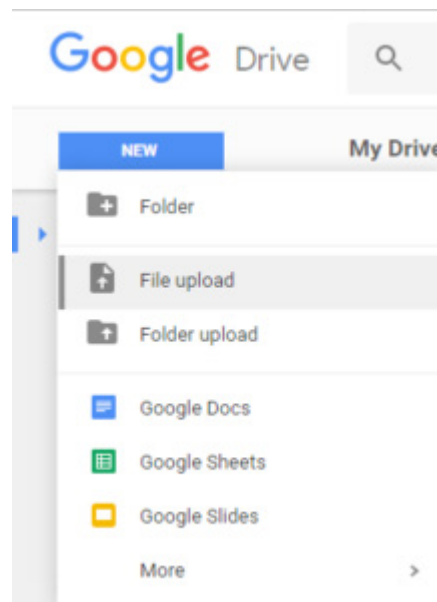 Google Drive
NEW
My Drive
Folder
File upload
Folder upload
Google Docs
Google Sheets
Google Slides
More